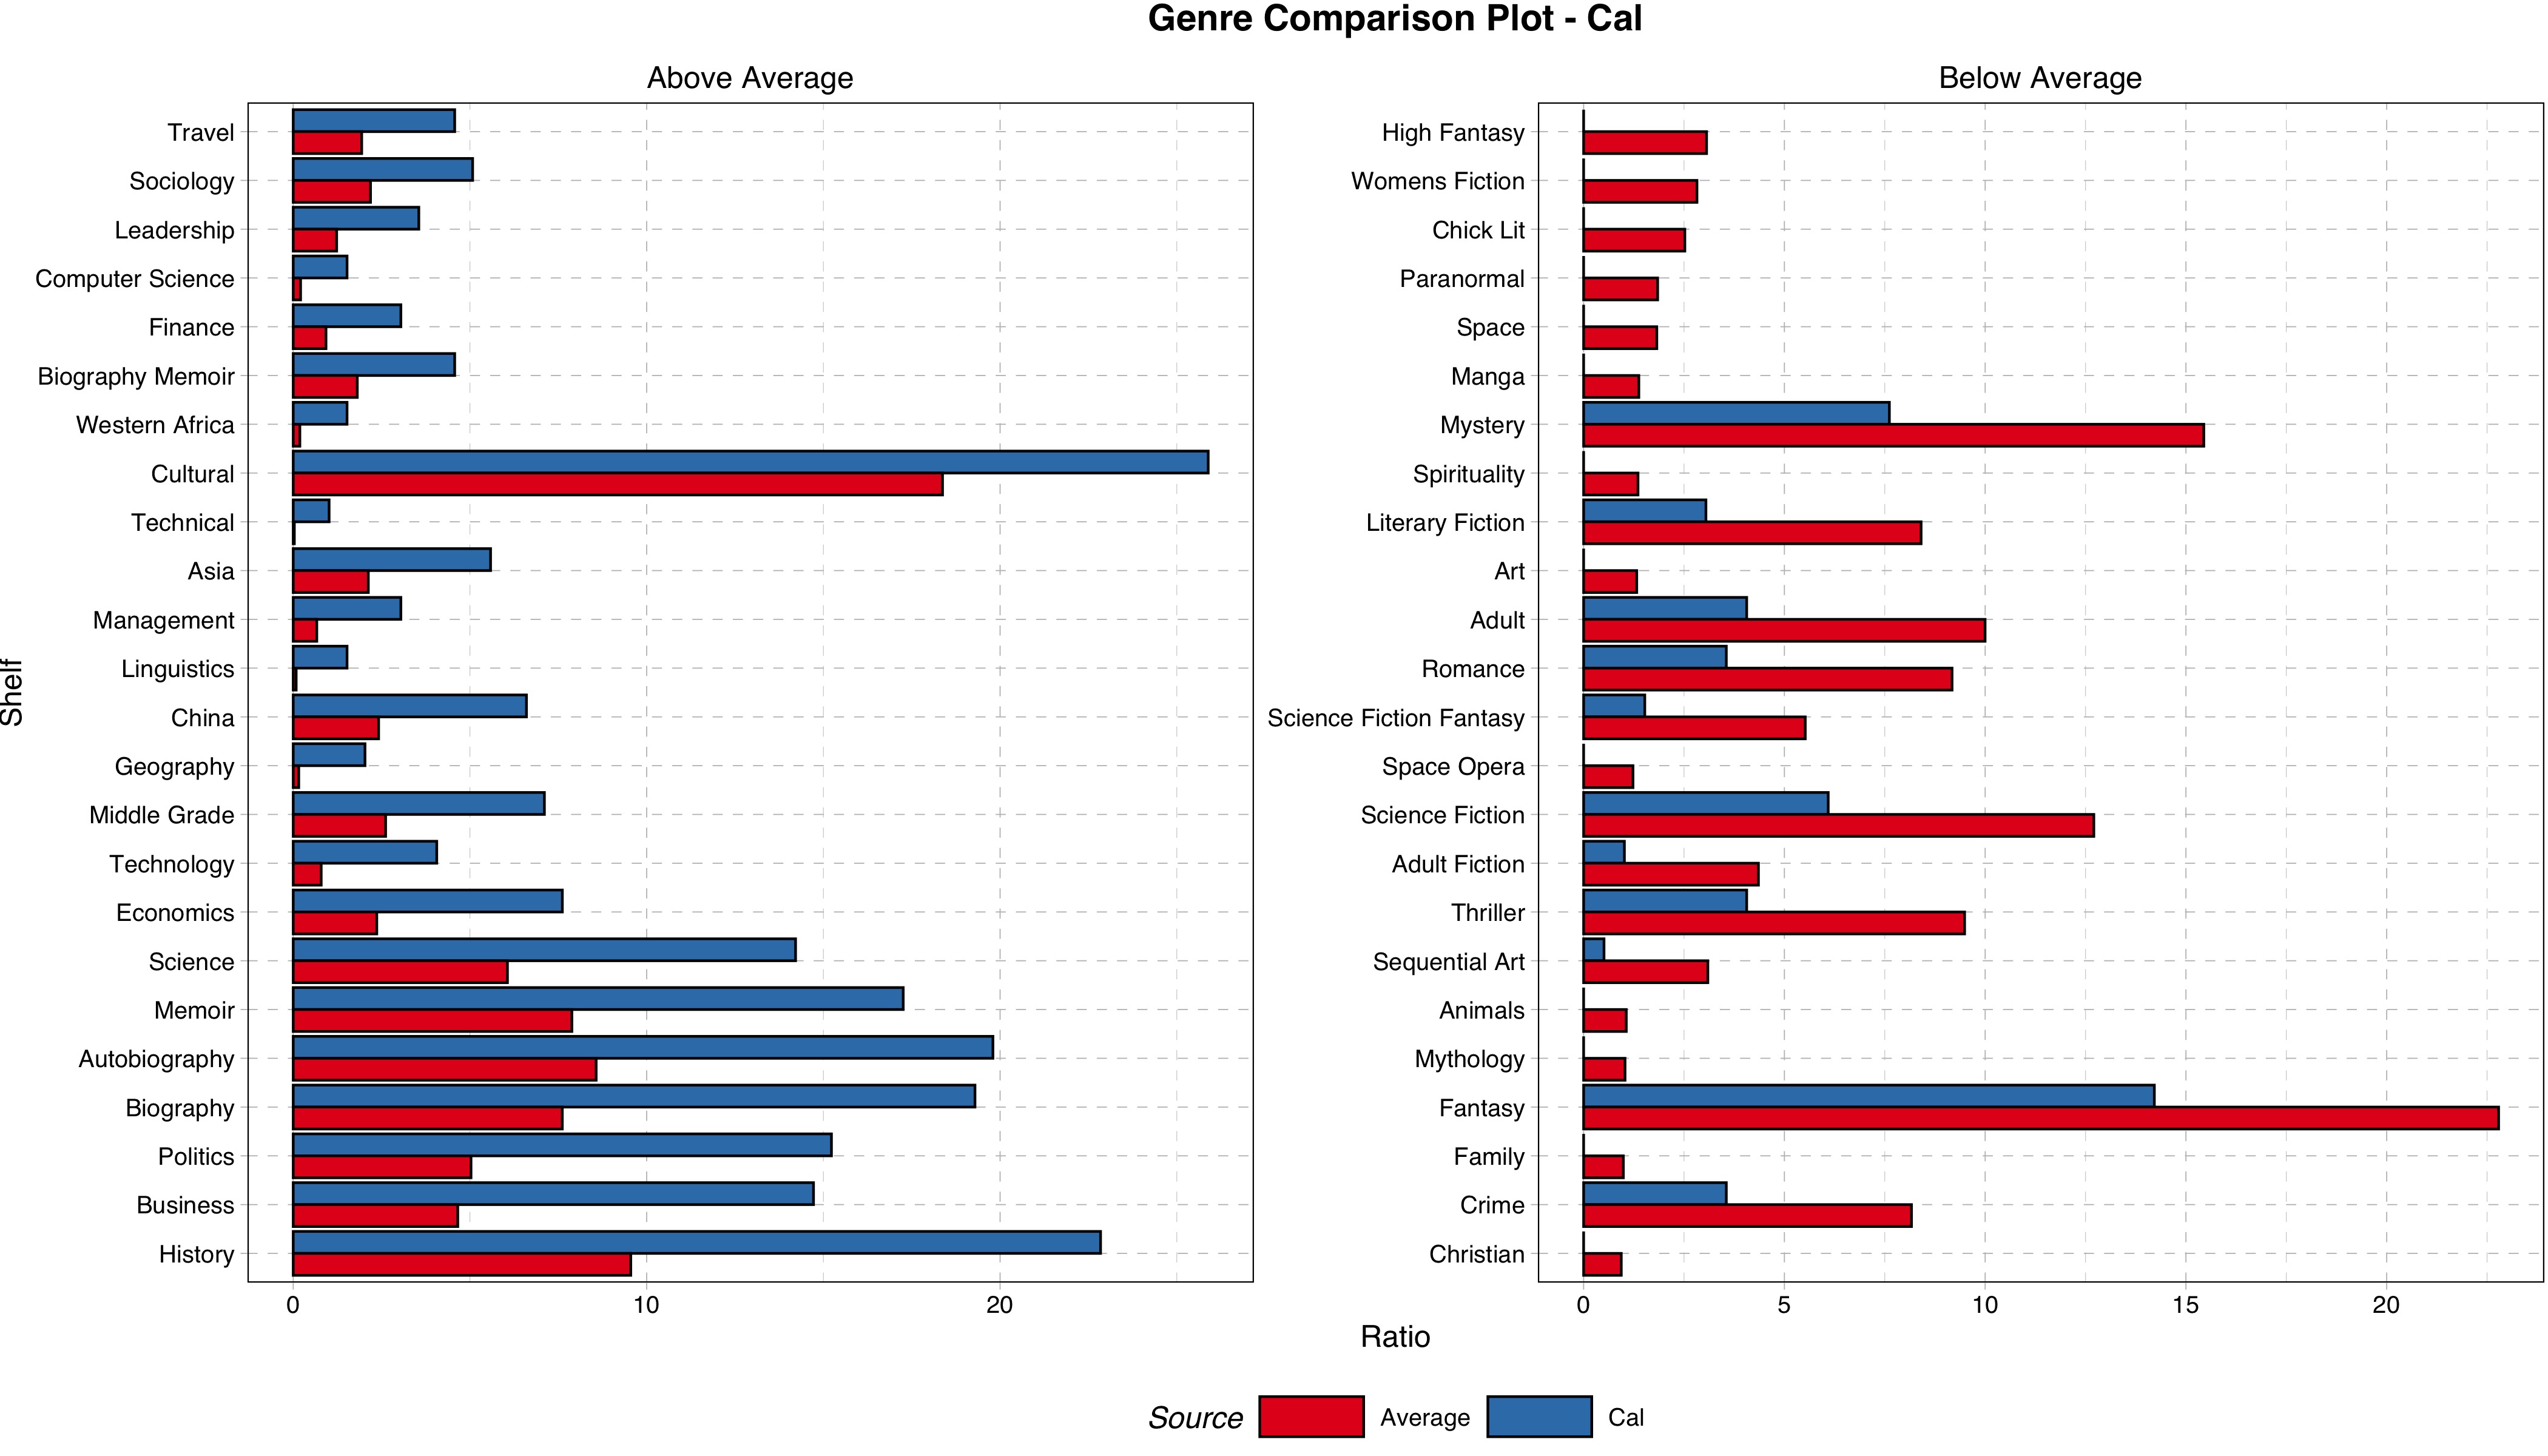 Genre Comparison Plot - Cal
Above Average
Travel
Sociology
Leadership
Computer Science
Finance
Biography Memoir
Western Africa
Cultural
Technical
Asia
Management
Linguistics
China
Geography
Middle Grade
Technology
Economics
Science
Memoir
Autobiography
Biography
Politics
Business
History
0 10 20
Below Average
High Fantasy
Womens Fiction
Chick Lit
Paranormal
Space
Manga
Mystery
Spirituality
Literary Fiction
Art
Adult
Romance
Science Fiction Fantasy
Space Opera
Science Fiction
Adult Fiction
Thriller
Sequential Art
Animals
Mythology
Fantasy
Family
Crime
Christian
0 5 10 15 20
Shelf
Ratio
Source Average Cal